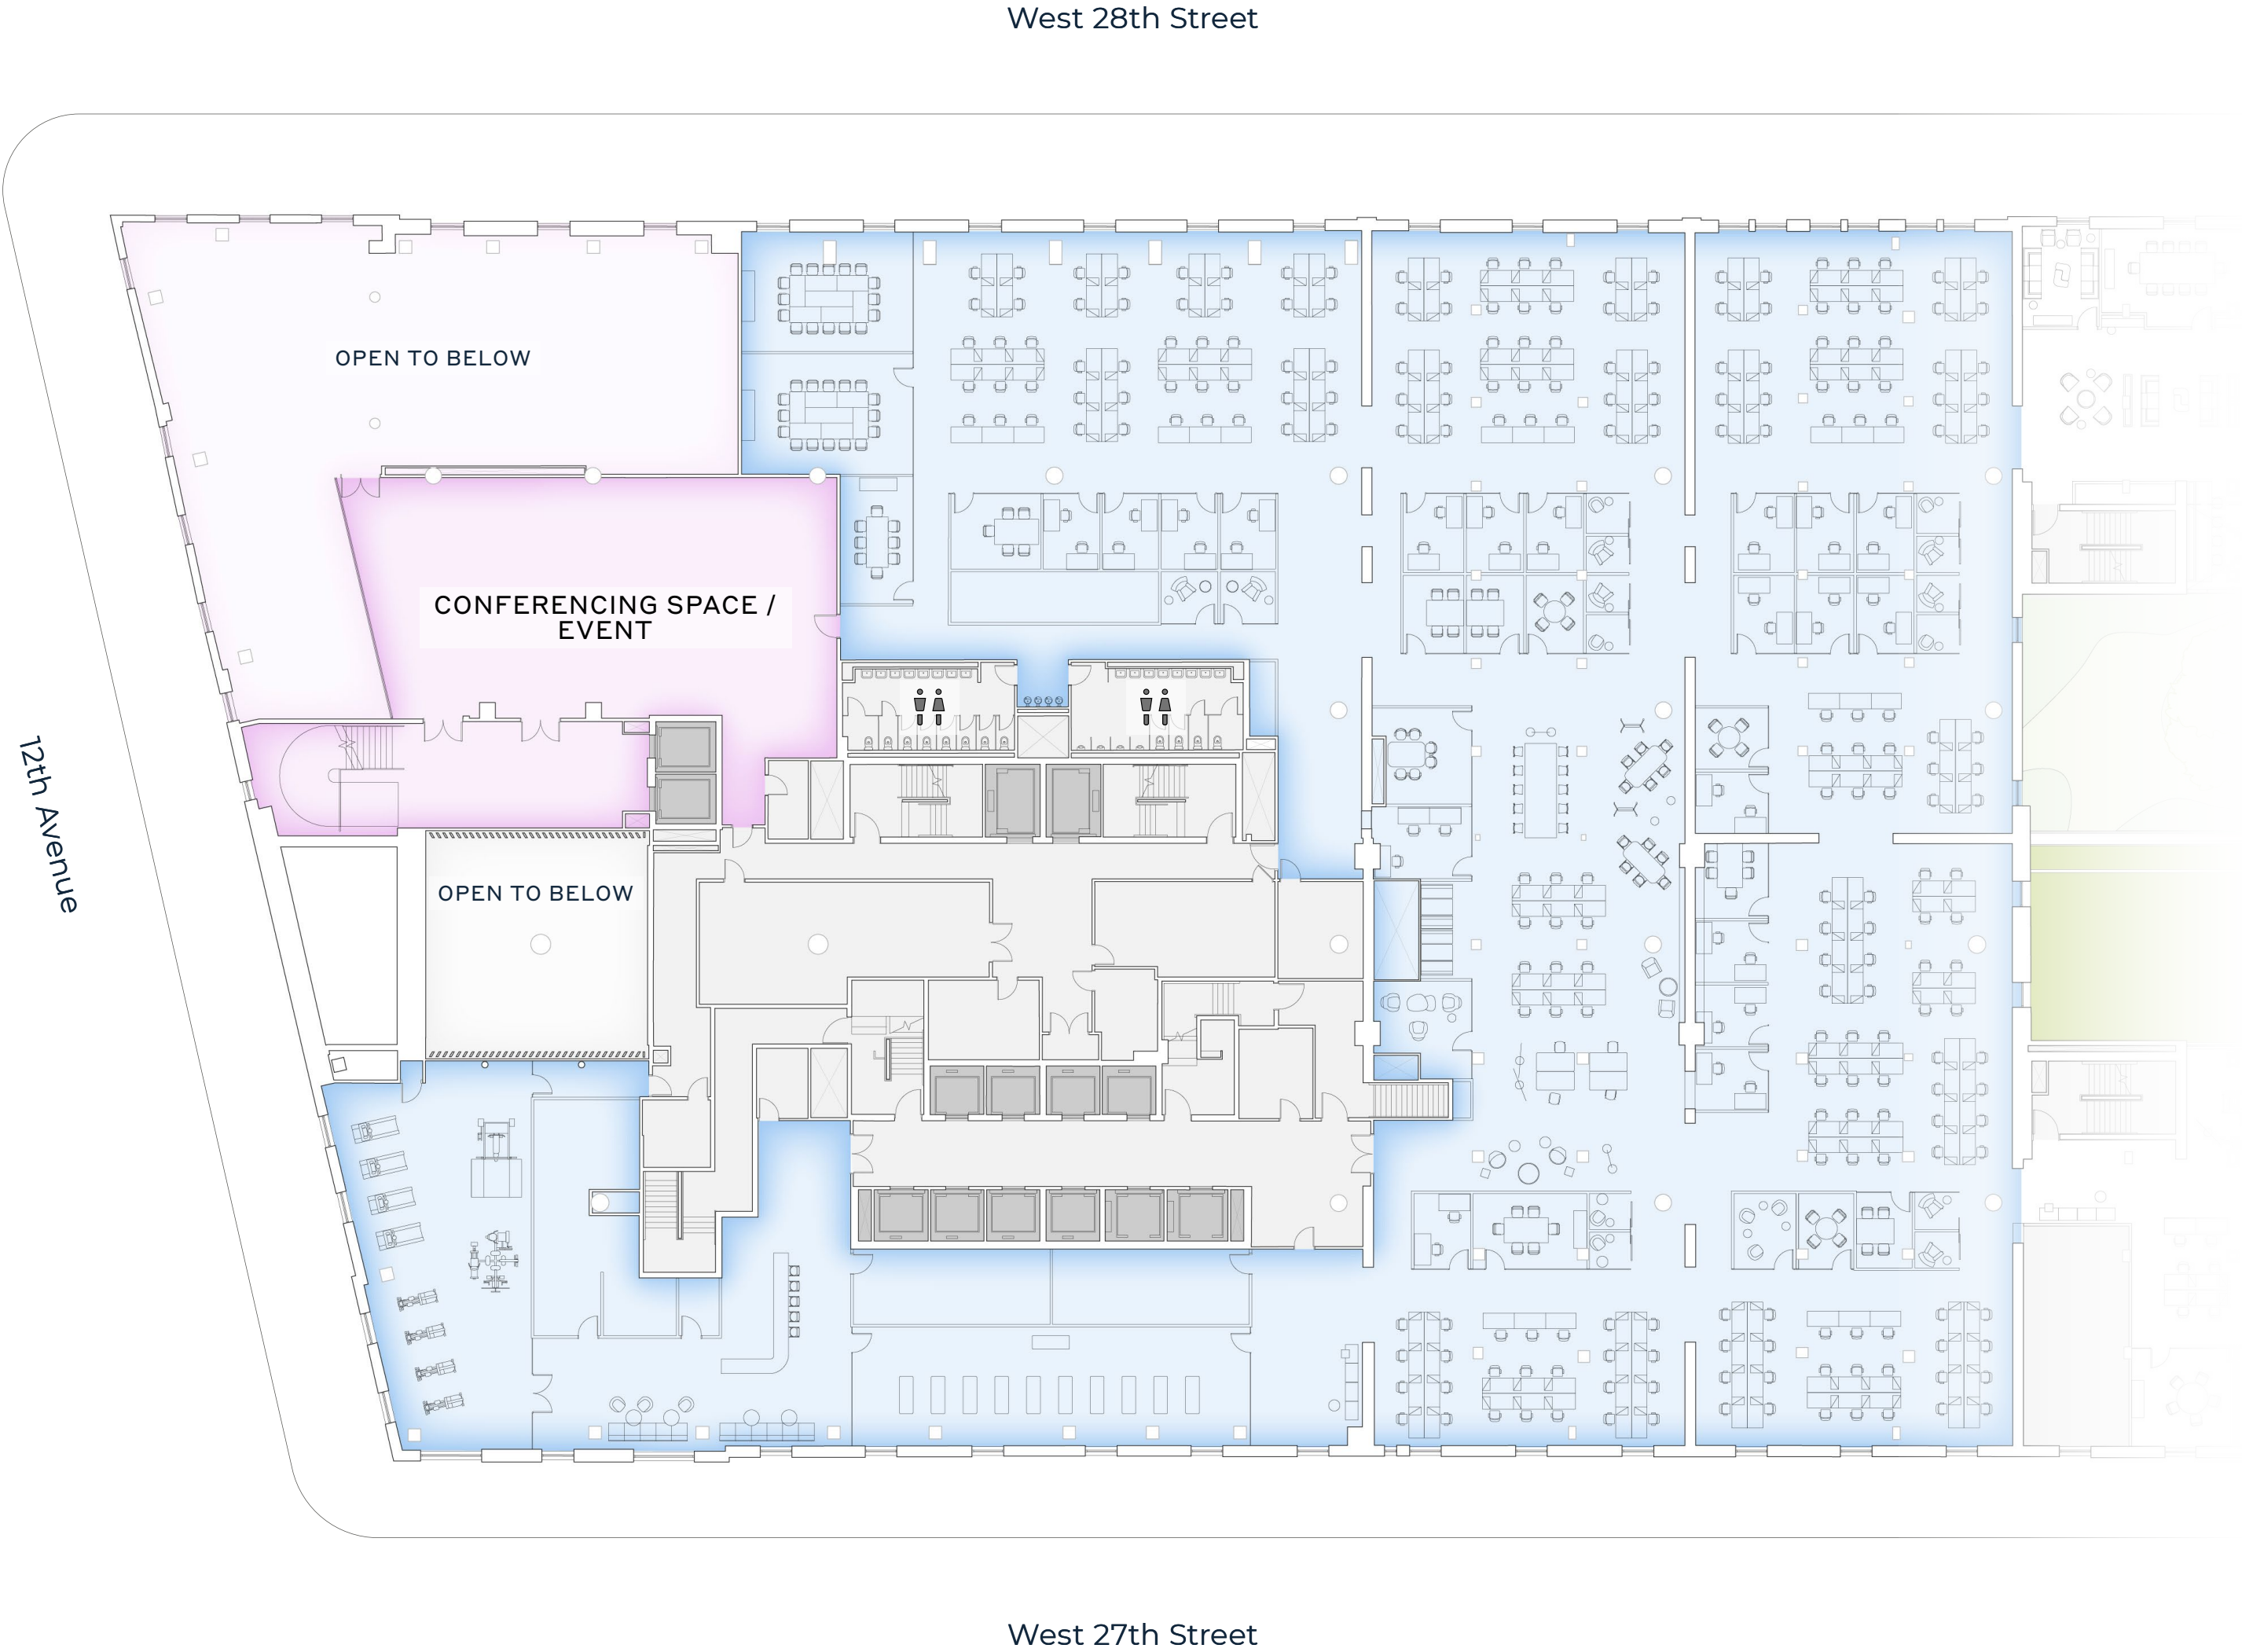 West 28th Street
OPEN TO BELOW
CONFERENCING SPACE /
EVENT
12th Avenue
OPEN TO BELOW
West 27th Street